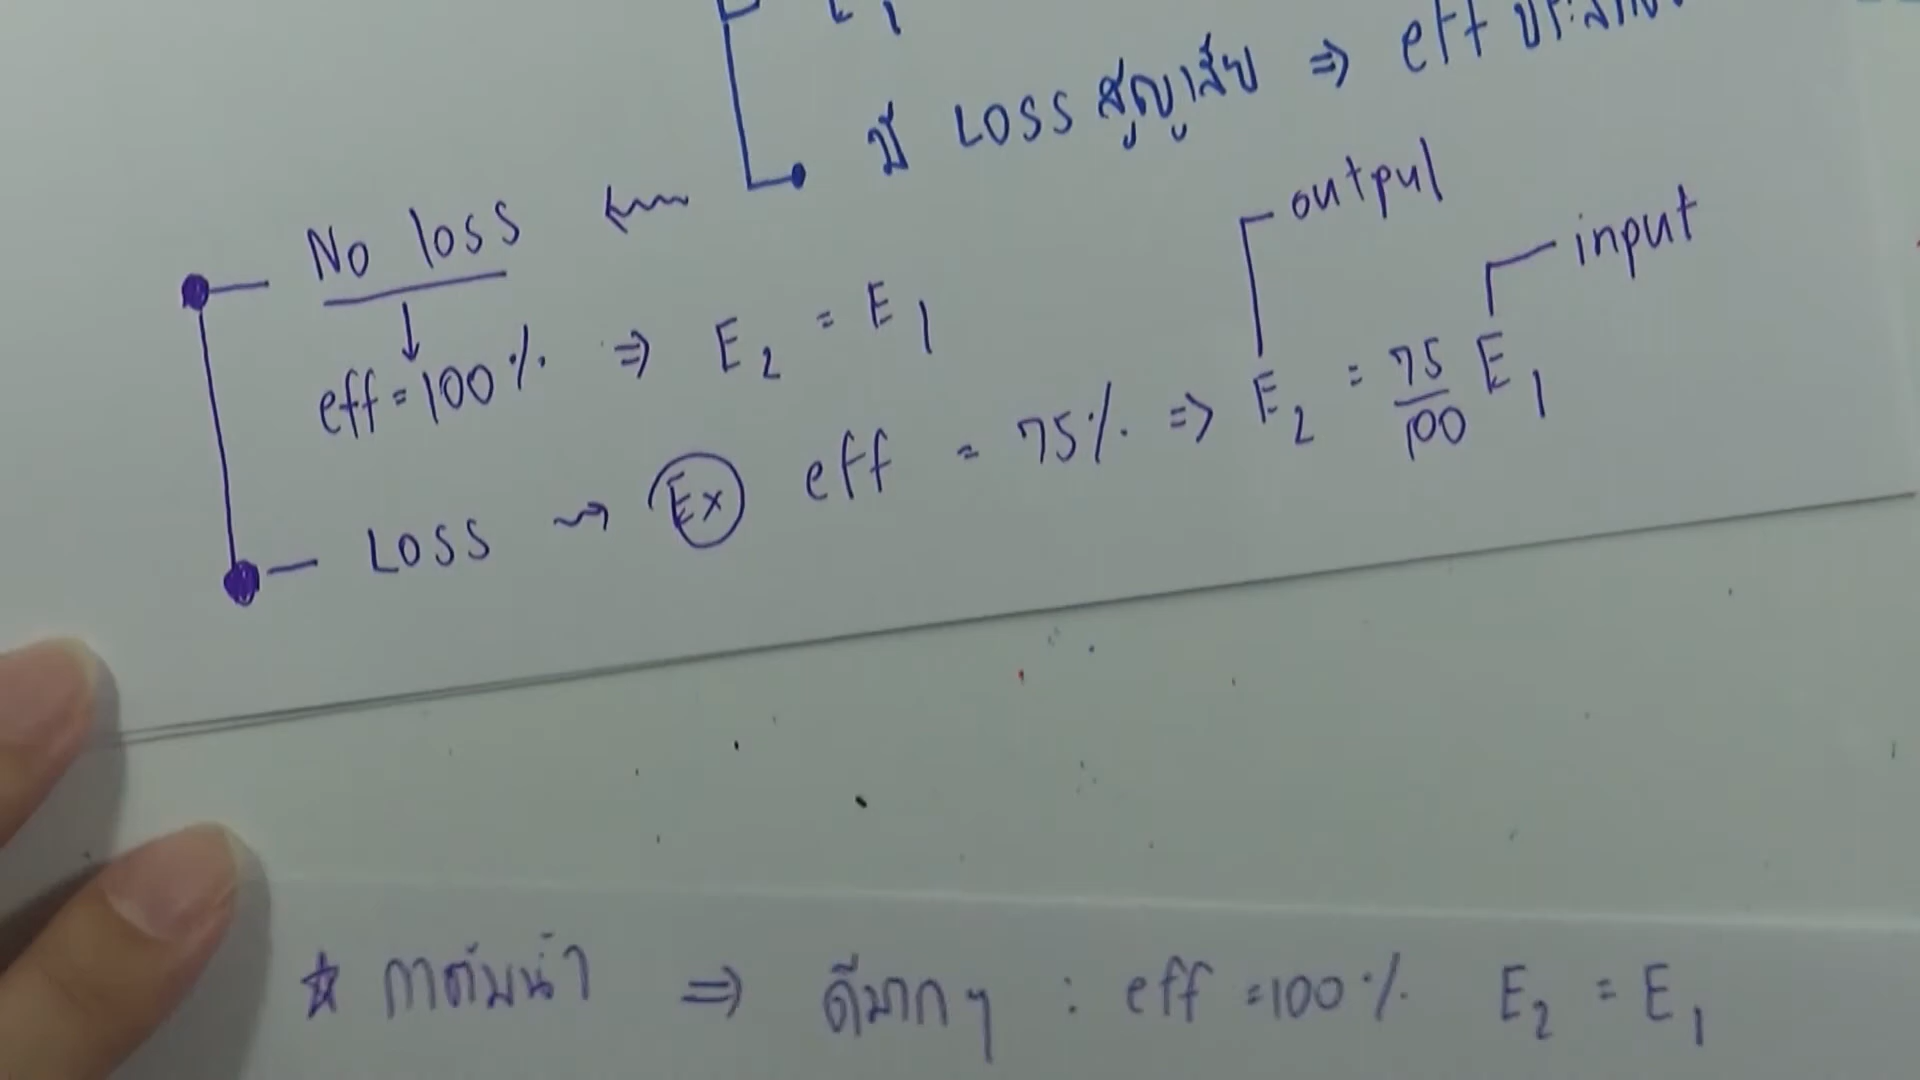 E1
มี LOSS สูญเสีย ⇒ eff
No loss
output
input
eff = 100% ⇒ E2 = E1
LOSS → Ex eff = 75% ⇒ E2 = 75/100 E1
☆ กาต้มน้ำ ⇒ ดีมากๆ : eff = 100% E2 = E1